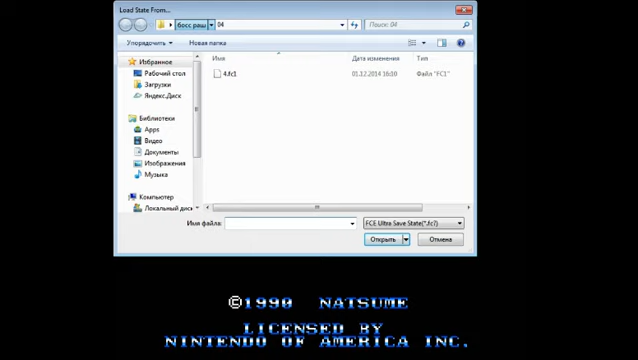 Load State From...
босс раш
04
Поиск: 04
Упорядочить
Новая папка
Избранное
Рабочий стол
Загрузки
Яндекс.Диск
Библиотеки
Apps
Видео
Документы
Изображения
Музыка
Компьютер
Локальный диск
Имя
Дата изменения
Тип
4.fc1
01.12.2014 16:10
Файл "FC1"
Имя файла:
FCE Ultra Save State(*.fc?)
Открыть
Отмена
©1990 NATSUME
LICENSED BY
NINTENDO OF AMERICA INC.